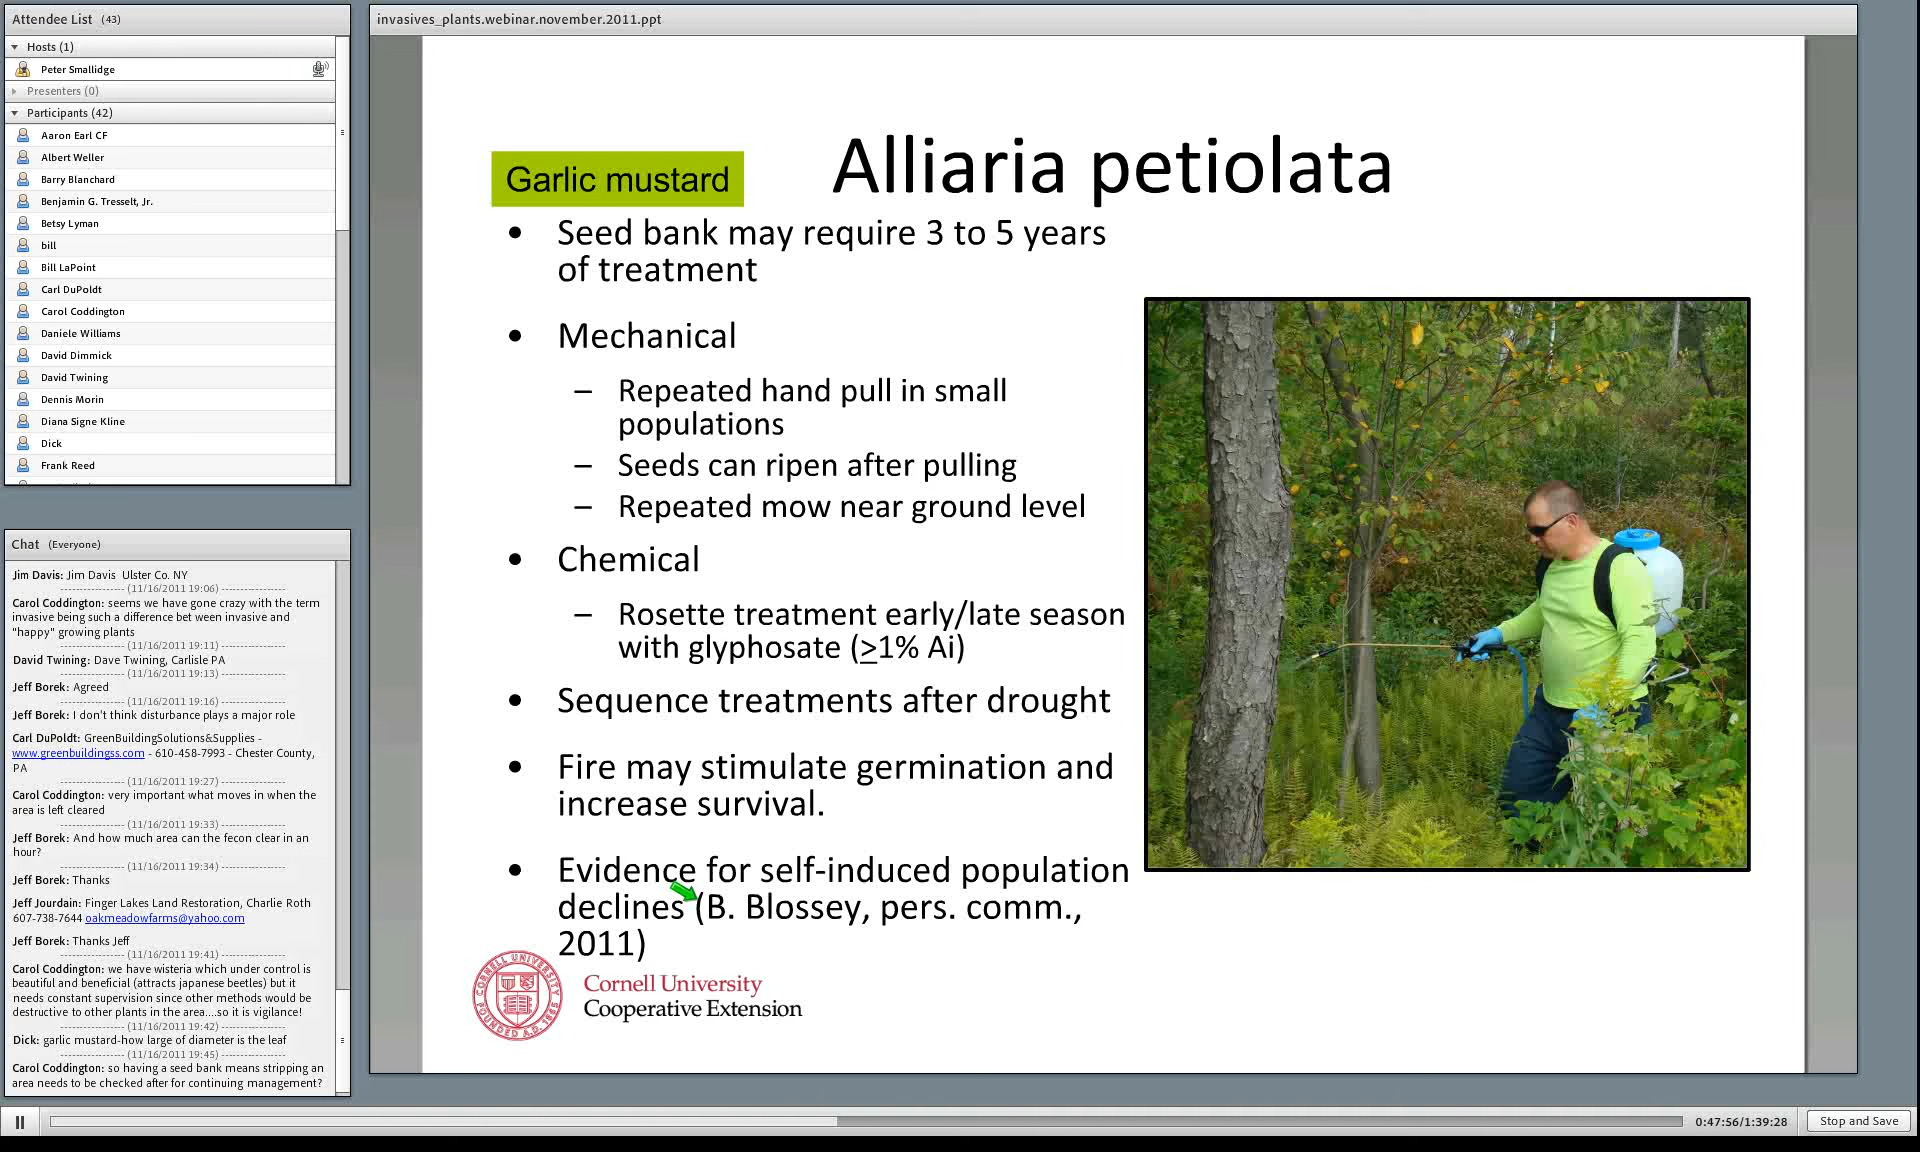 Attendee List (43)
Hosts (1)
Peter Smallidge
Presenters (0)
Participants (42)
Aaron Earl CF
Albert Weller
Barry Blanchard
Benjamin G. Tresselt, Jr.
Betsy Lyman
bill
Bill LaPoint
Carl DuPoldt
Carol Coddington
Daniele Williams
David Dimmick
David Twining
Dennis Morin
Diana Signe Kline
Dick
Frank Reed
Chat (Everyone)
Jim Davis: Jim Davis Ulster Co. NY
----------------- (11/16/2011 19:06) -----------------
Carol Coddington: seems we have gone crazy with the term
invasive being such a difference bet ween invasive and
"happy" growing plants
----------------- (11/16/2011 19:11) -----------------
David Twining: Dave Twining, Carlisle PA
----------------- (11/16/2011 19:13) -----------------
Jeff Borek: Agreed
----------------- (11/16/2011 19:16) -----------------
Jeff Borek: I don't think disturbance plays a major role
Carl DuPoldt: GreenBuildingSolutions&Supplies -
www.greenbuildingss.com - 610-458-7993 - Chester County,
PA
----------------- (11/16/2011 19:27) -----------------
Carol Coddington: very important what moves in when the
area is left cleared
----------------- (11/16/2011 19:33) -----------------
Jeff Borek: And how much area can the fecon clear in an
hour?
----------------- (11/16/2011 19:34) -----------------
Jeff Borek: Thanks
Jeff Jourdain: Finger Lakes Land Restoration, Charlie Roth
607-738-7644 oakmeadowfarms@yahoo.com
Jeff Borek: Thanks Jeff
----------------- (11/16/2011 19:41) -----------------
Carol Coddington: we have wisteria which under control is
beautiful and beneficial (attracts japanese beetles) but it
needs constant supervision since other methods would be
destructive to other plants in the area....so it is vigilance!
----------------- (11/16/2011 19:42) -----------------
Dick: garlic mustard-how large of diameter is the leaf
----------------- (11/16/2011 19:45) -----------------
Carol Coddington: so having a seed bank means stripping an
area needs to be checked after for continuing management?
invasives_plants.webinar.november.2011.ppt
Alliaria petiolata
Garlic mustard
• Seed bank may require 3 to 5 years
of treatment
• Mechanical
– Repeated hand pull in small
populations
– Seeds can ripen after pulling
– Repeated mow near ground level
• Chemical
– Rosette treatment early/late season
with glyphosate (≥1% Ai)
• Sequence treatments after drought
• Fire may stimulate germination and
increase survival.
• Evidence for self-induced population
declines (B. Blossey, pers. comm.,
2011)
CORNELL UNIVERSITY
FOUNDED A.D. 1865
Cornell University
Cooperative Extension
0:47:56/1:39:28
Stop and Save